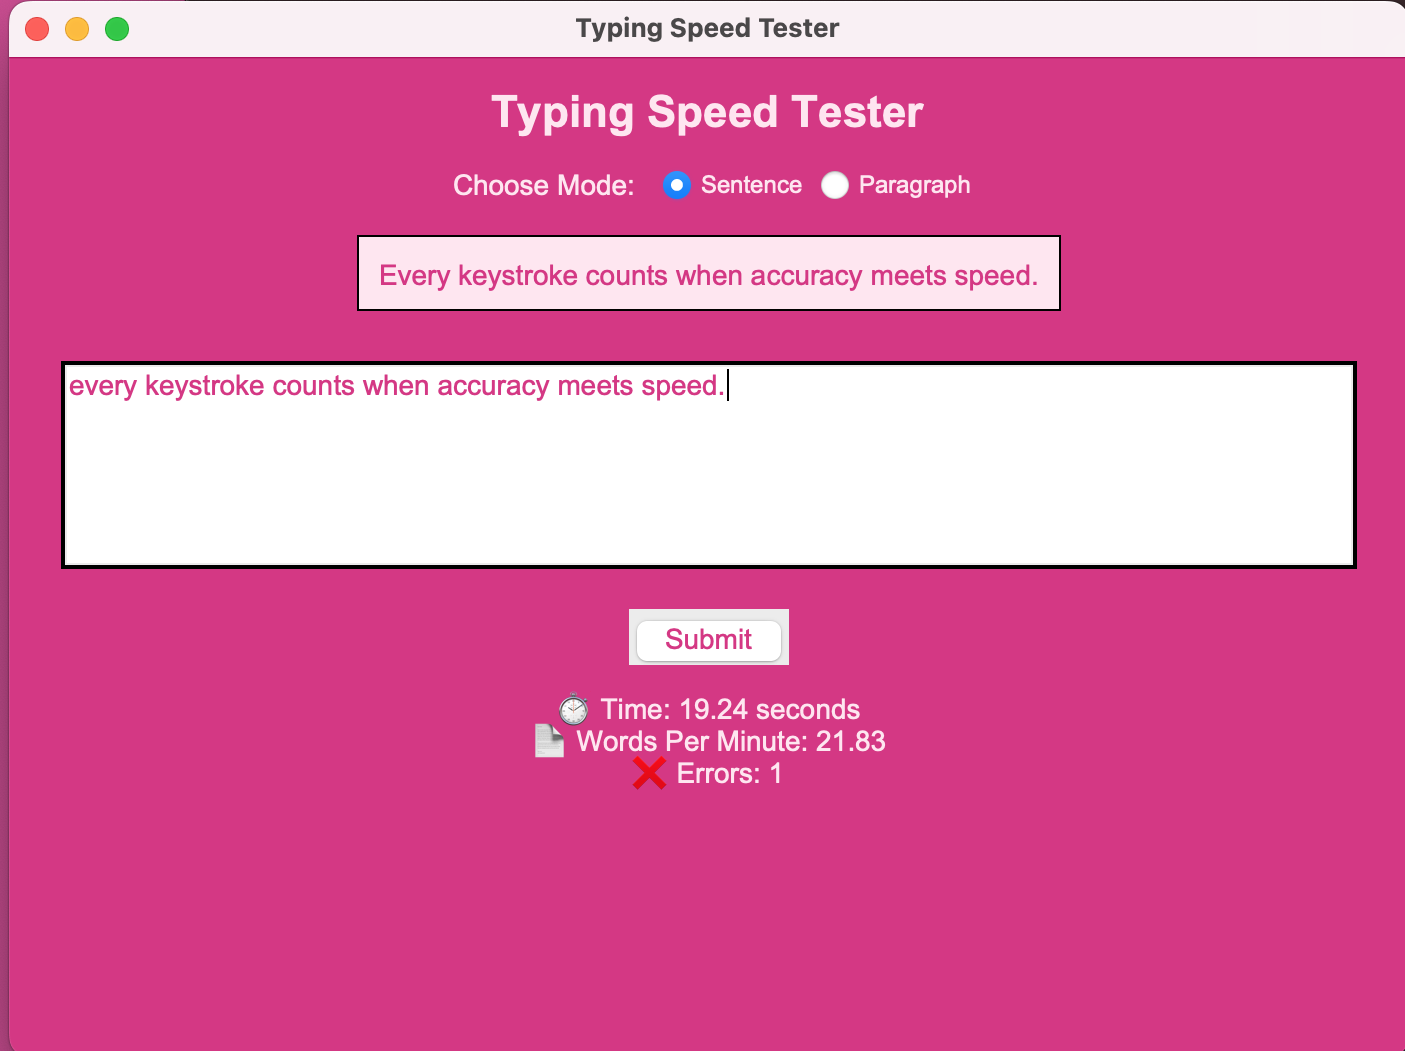 Typing Speed Tester
Typing Speed Tester
Choose Mode: Sentence Paragraph
Every keystroke counts when accuracy meets speed.
every keystroke counts when accuracy meets speed.
Submit
Time: 19.24 seconds
Words Per Minute: 21.83
Errors: 1